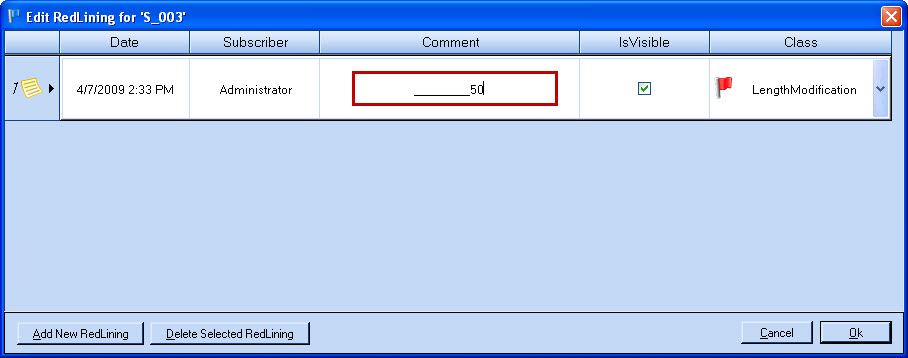 Edit RedLining for 'S_003'
Date Subscriber Comment IsVisible Class
1 4/7/2009 2:33 PM Administrator ________50 LengthModification
Add New RedLining Delete Selected RedLining Cancel Ok